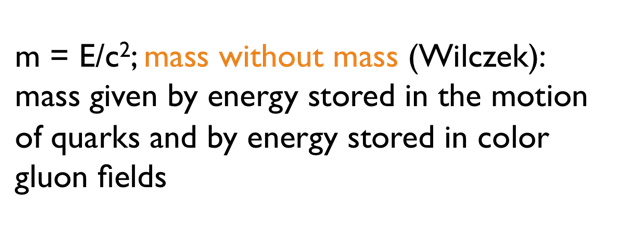 m = E/c²; mass without mass (Wilczek):
mass given by energy stored in the motion
of quarks and by energy stored in color
gluon fields